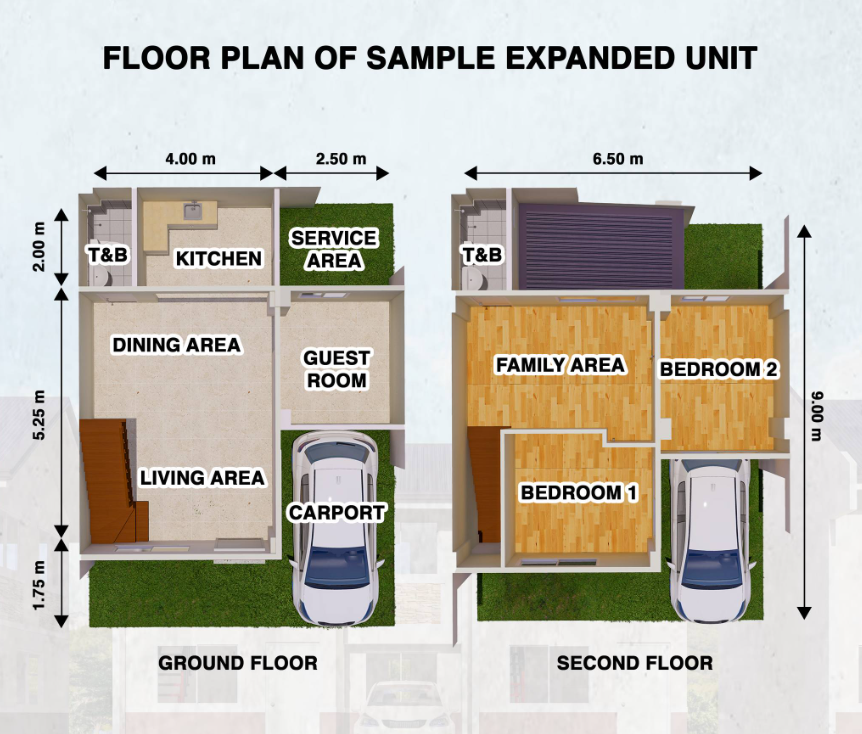 FLOOR PLAN OF SAMPLE EXPANDED UNIT
4.00 m
2.50 m
6.50 m
2.00 m
5.25 m
1.75 m
9.00 m
T&B
KITCHEN
SERVICE
AREA
DINING AREA
GUEST
ROOM
LIVING AREA
CARPORT
T&B
FAMILY AREA
BEDROOM 2
BEDROOM 1
GROUND FLOOR
SECOND FLOOR